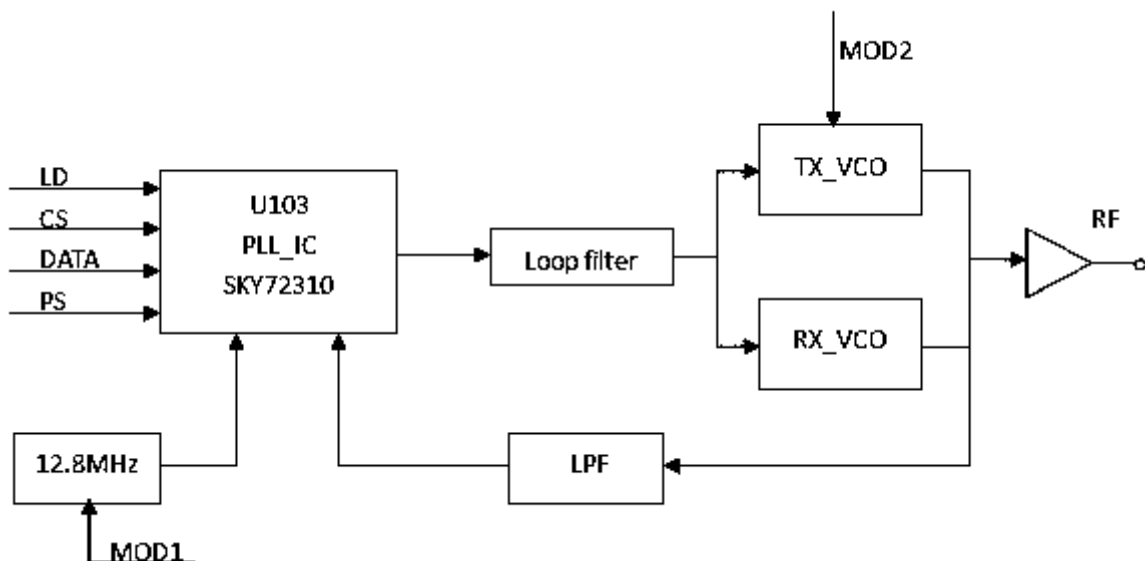 MOD2
TX_VCO
LD
CS
DATA
PS
U103
PLL_IC
SKY72310
Loop filter
RF
RX_VCO
12.8MHz
LPF
MOD1